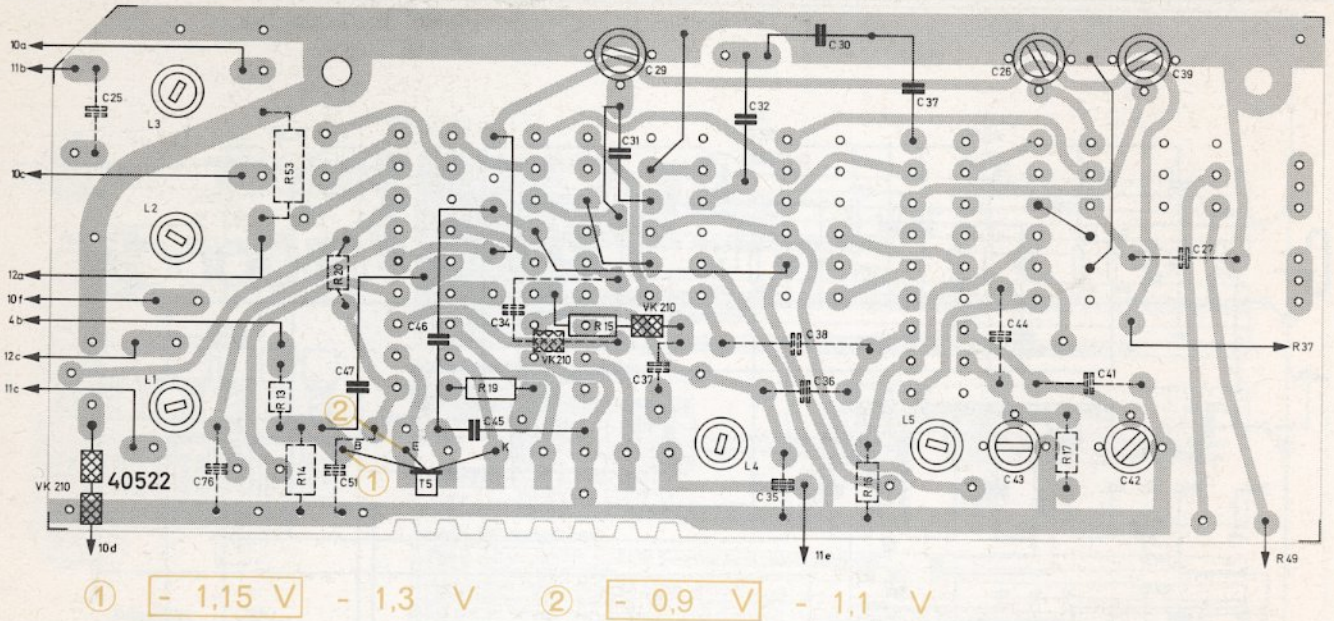 10a
11b
C25
L3
C29
C30
C26
C39
C32
C37
C31
R53
10c
L2
12a
R20
C27
10f
C34
VK 210
R15
4b
C46
VK210
C38
C44
R37
12c
C37
C47
11c
L1
R13
R19
C36
C41
②
C45
B
E
K
L4
L5
①
VK 210
40522
C76
R14
C51
T5
C35
R16
C43
R17
C42
10d
11e
R49
① - 1,15 V - 1,3 V ② - 0,9 V - 1,1 V